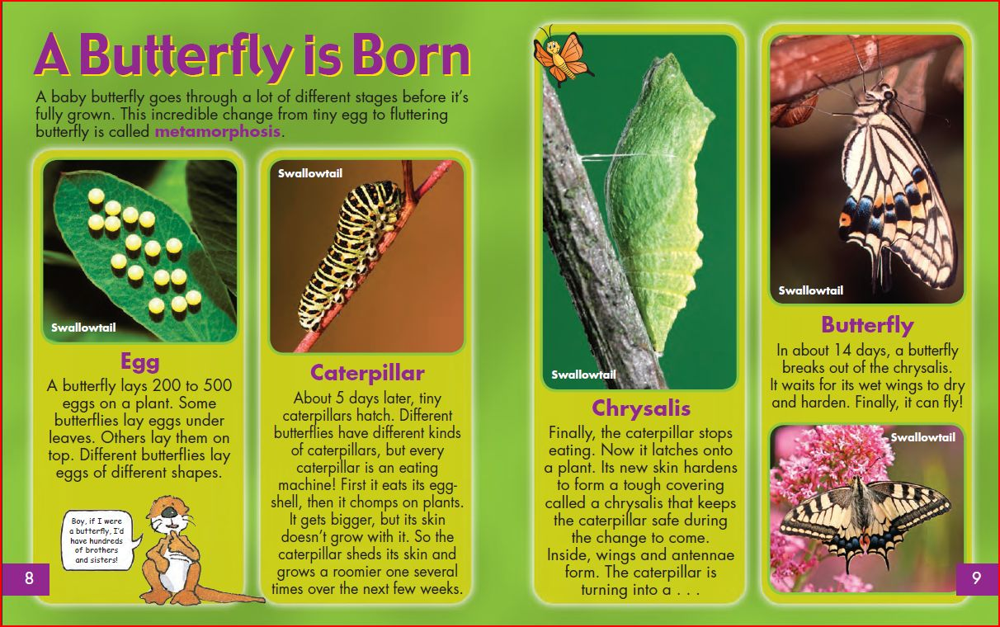 A Butterfly is Born
A baby butterfly goes through a lot of different stages before it's
fully grown. This incredible change from tiny egg to fluttering
butterfly is called metamorphosis.
Swallowtail
Egg
A butterfly lays 200 to 500
eggs on a plant. Some
butterflies lay eggs under
leaves. Others lay them on
top. Different butterflies lay
eggs of different shapes.
Boy, if I were
a butterfly, I'd
have hundreds
of brothers
and sisters!
8
Swallowtail
Caterpillar
About 5 days later, tiny
caterpillars hatch. Different
butterflies have different kinds
of caterpillars, but every
caterpillar is an eating
machine! First it eats its egg-
shell, then it chomps on plants.
It gets bigger, but its skin
doesn't grow with it. So the
caterpillar sheds its skin and
grows a roomier one several
times over the next few weeks.
Swallowtail
Chrysalis
Finally, the caterpillar stops
eating. Now it latches onto
a plant. Its new skin hardens
to form a tough covering
called a chrysalis that keeps
the caterpillar safe during
the change to come.
Inside, wings and antennae
form. The caterpillar is
turning into a . . .
Swallowtail
Butterfly
In about 14 days, a butterfly
breaks out of the chrysalis.
It waits for its wet wings to dry
and harden. Finally, it can fly!
Swallowtail
9